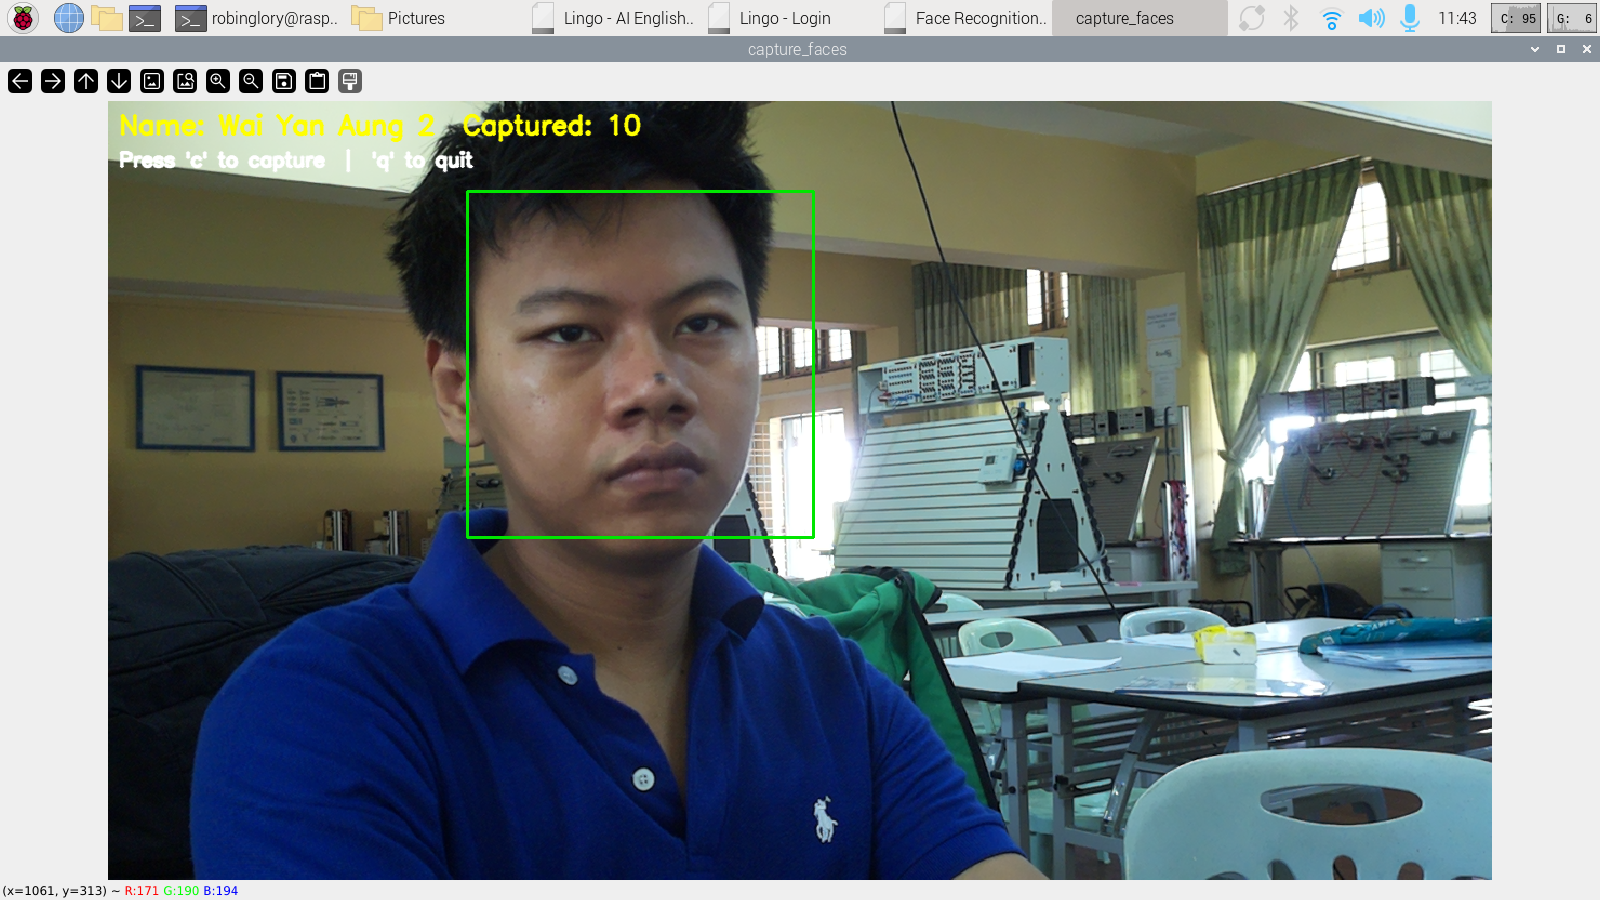 robinglory@rasp..
Pictures
Lingo - AI English..
Lingo - Login
Face Recognition..
capture_faces
11:43
C: 95
G: 6
capture_faces
Name: Wai Yan Aung 2 Captured: 10
Press 'c' to capture | 'q' to quit
(x=1061, y=313) ~ R:171 G:190 B:194